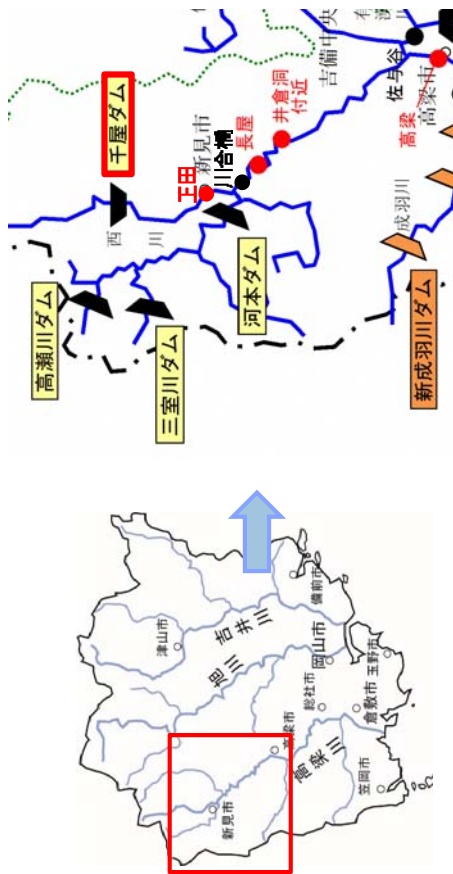 高瀬川ダム
三室川ダム
千屋ダム
西
川
正田
新見市
川合橋
長屋
井倉洞
付近
河本ダム
吉備中央
有
佐与谷
高梁
高梁市
成羽川
新成羽川ダム
津山市
吉井川
旭川
備前市
岡山市
総社市
玉野市
倉敷市
高梁市
高梁川
新見市
笠岡市